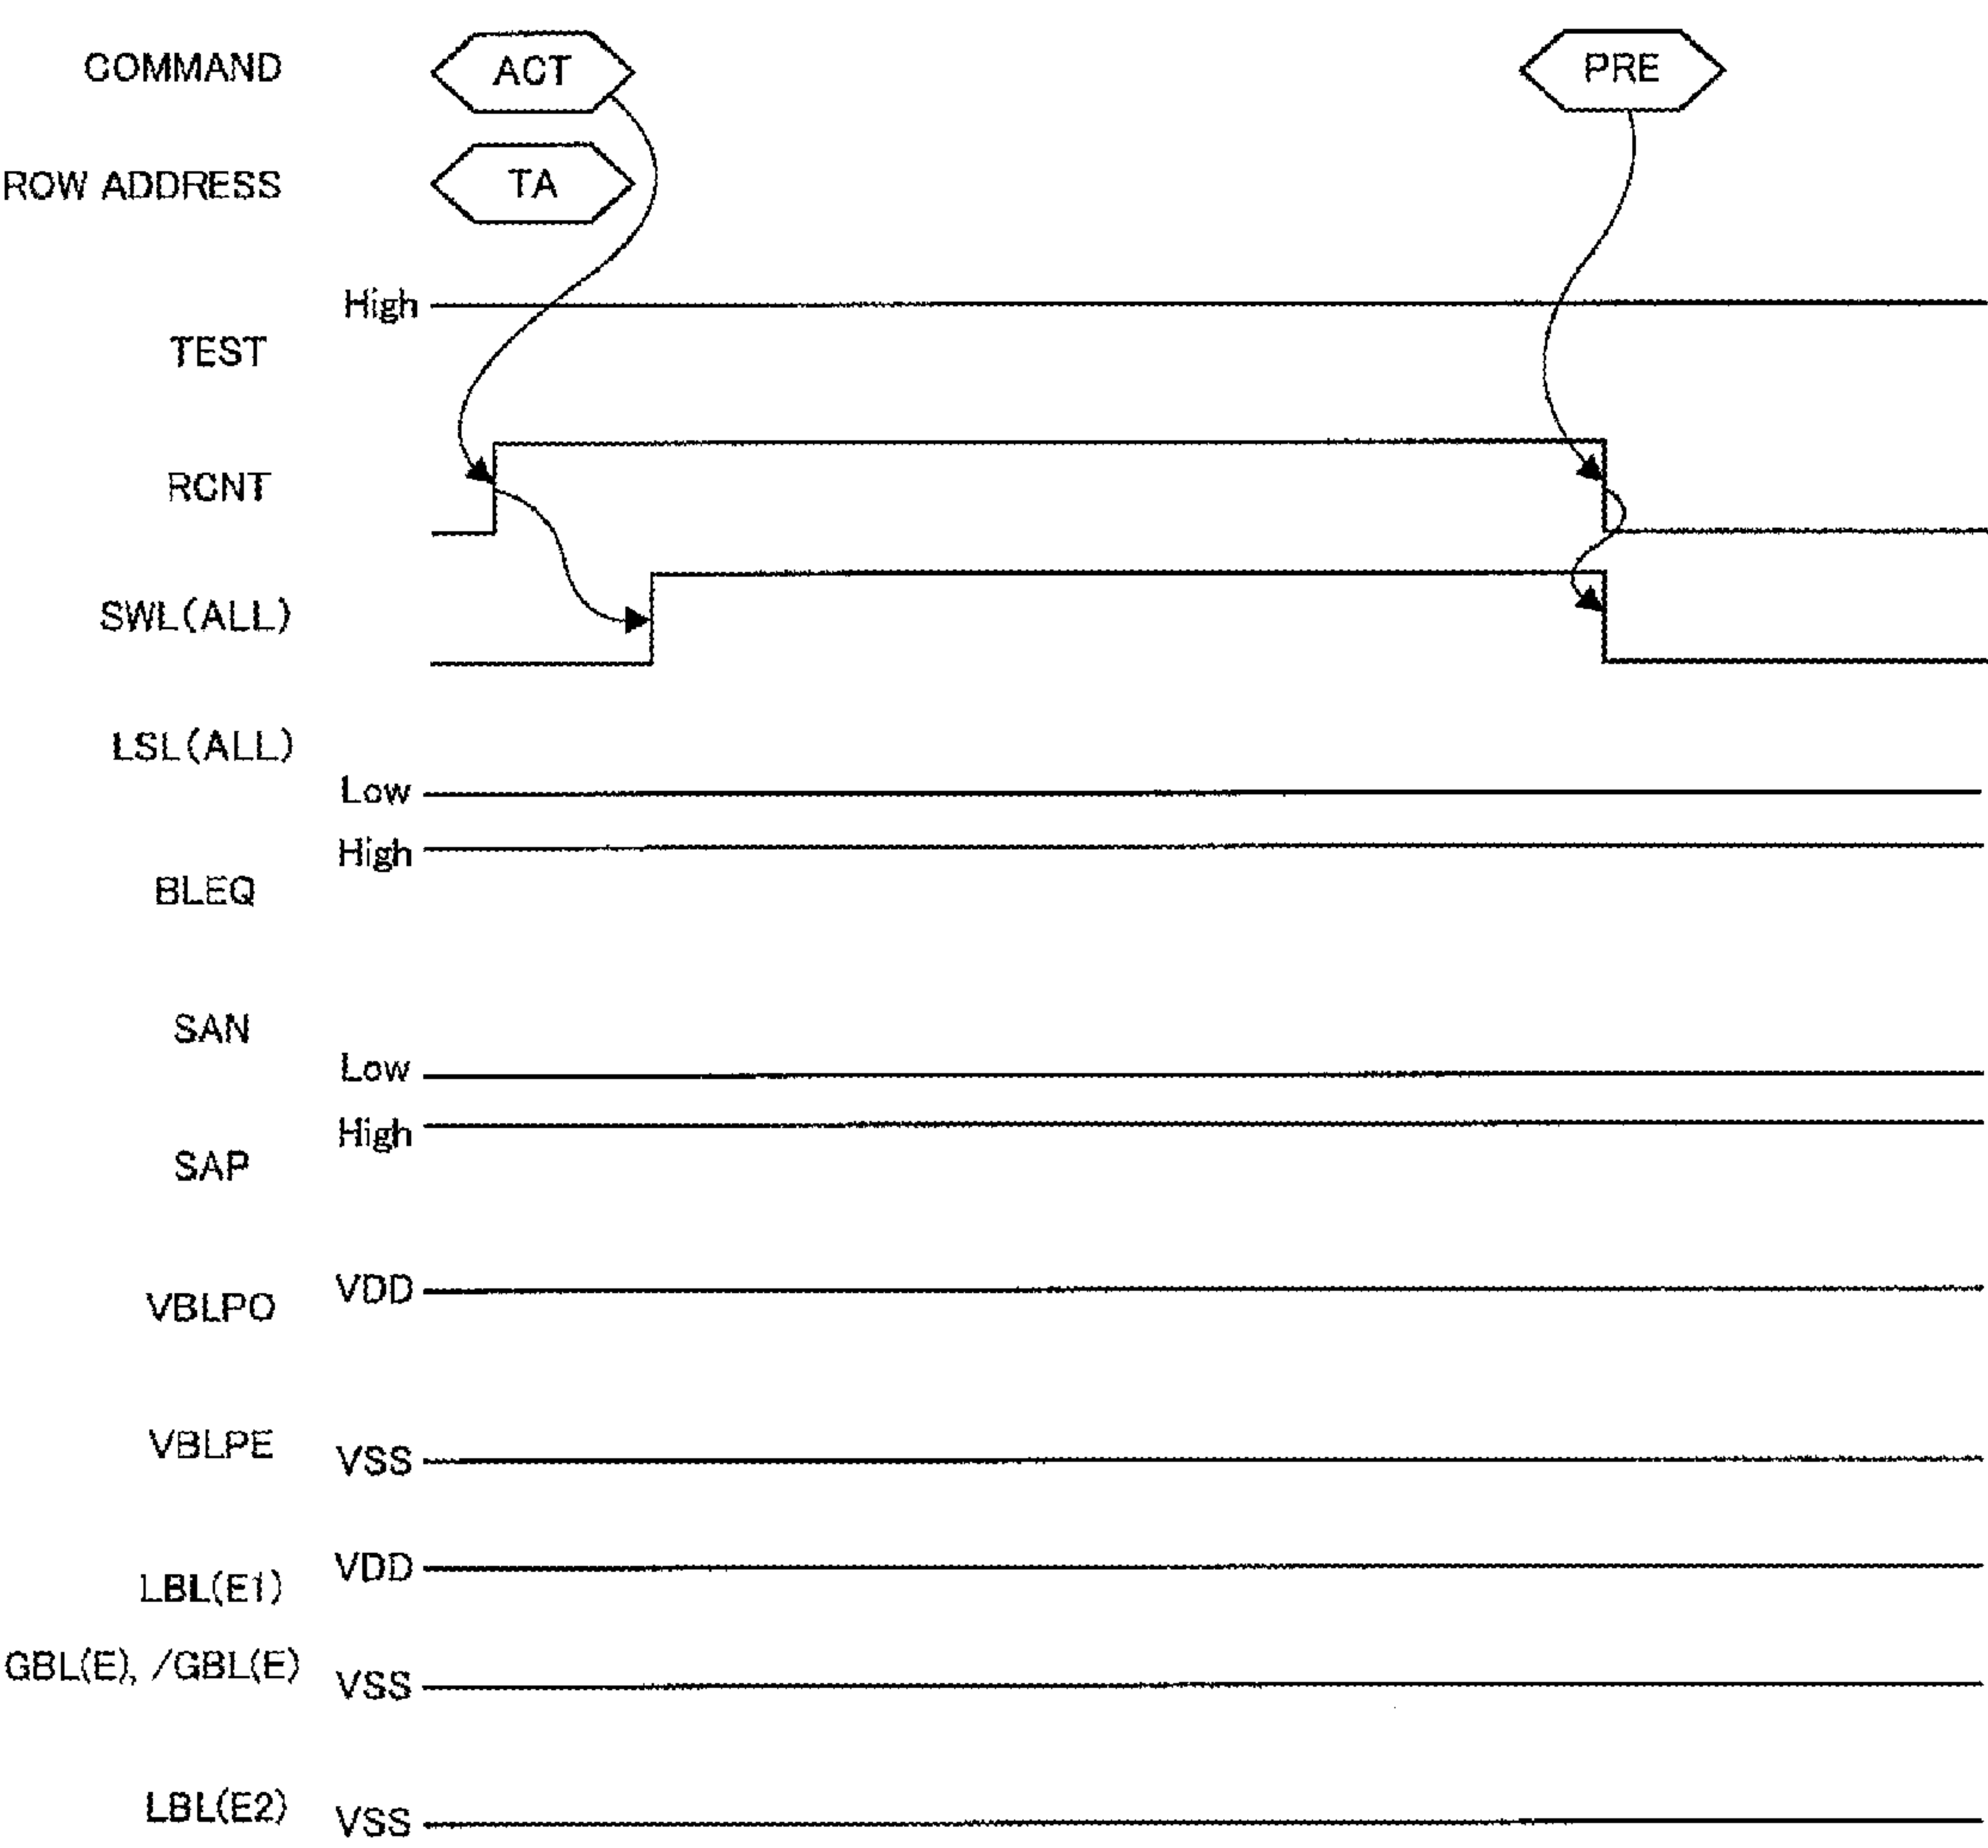 COMMAND ACT PRE
ROW ADDRESS TA
High
TEST
RCNT
SWL(ALL)
LSL(ALL)
Low
High
BLEQ
SAN
Low
High
SAP
VBLPO VDD
VBLPE VSS
LBL(E1) VDD
GBL(E), /GBL(E) VSS
LBL(E2) VSS